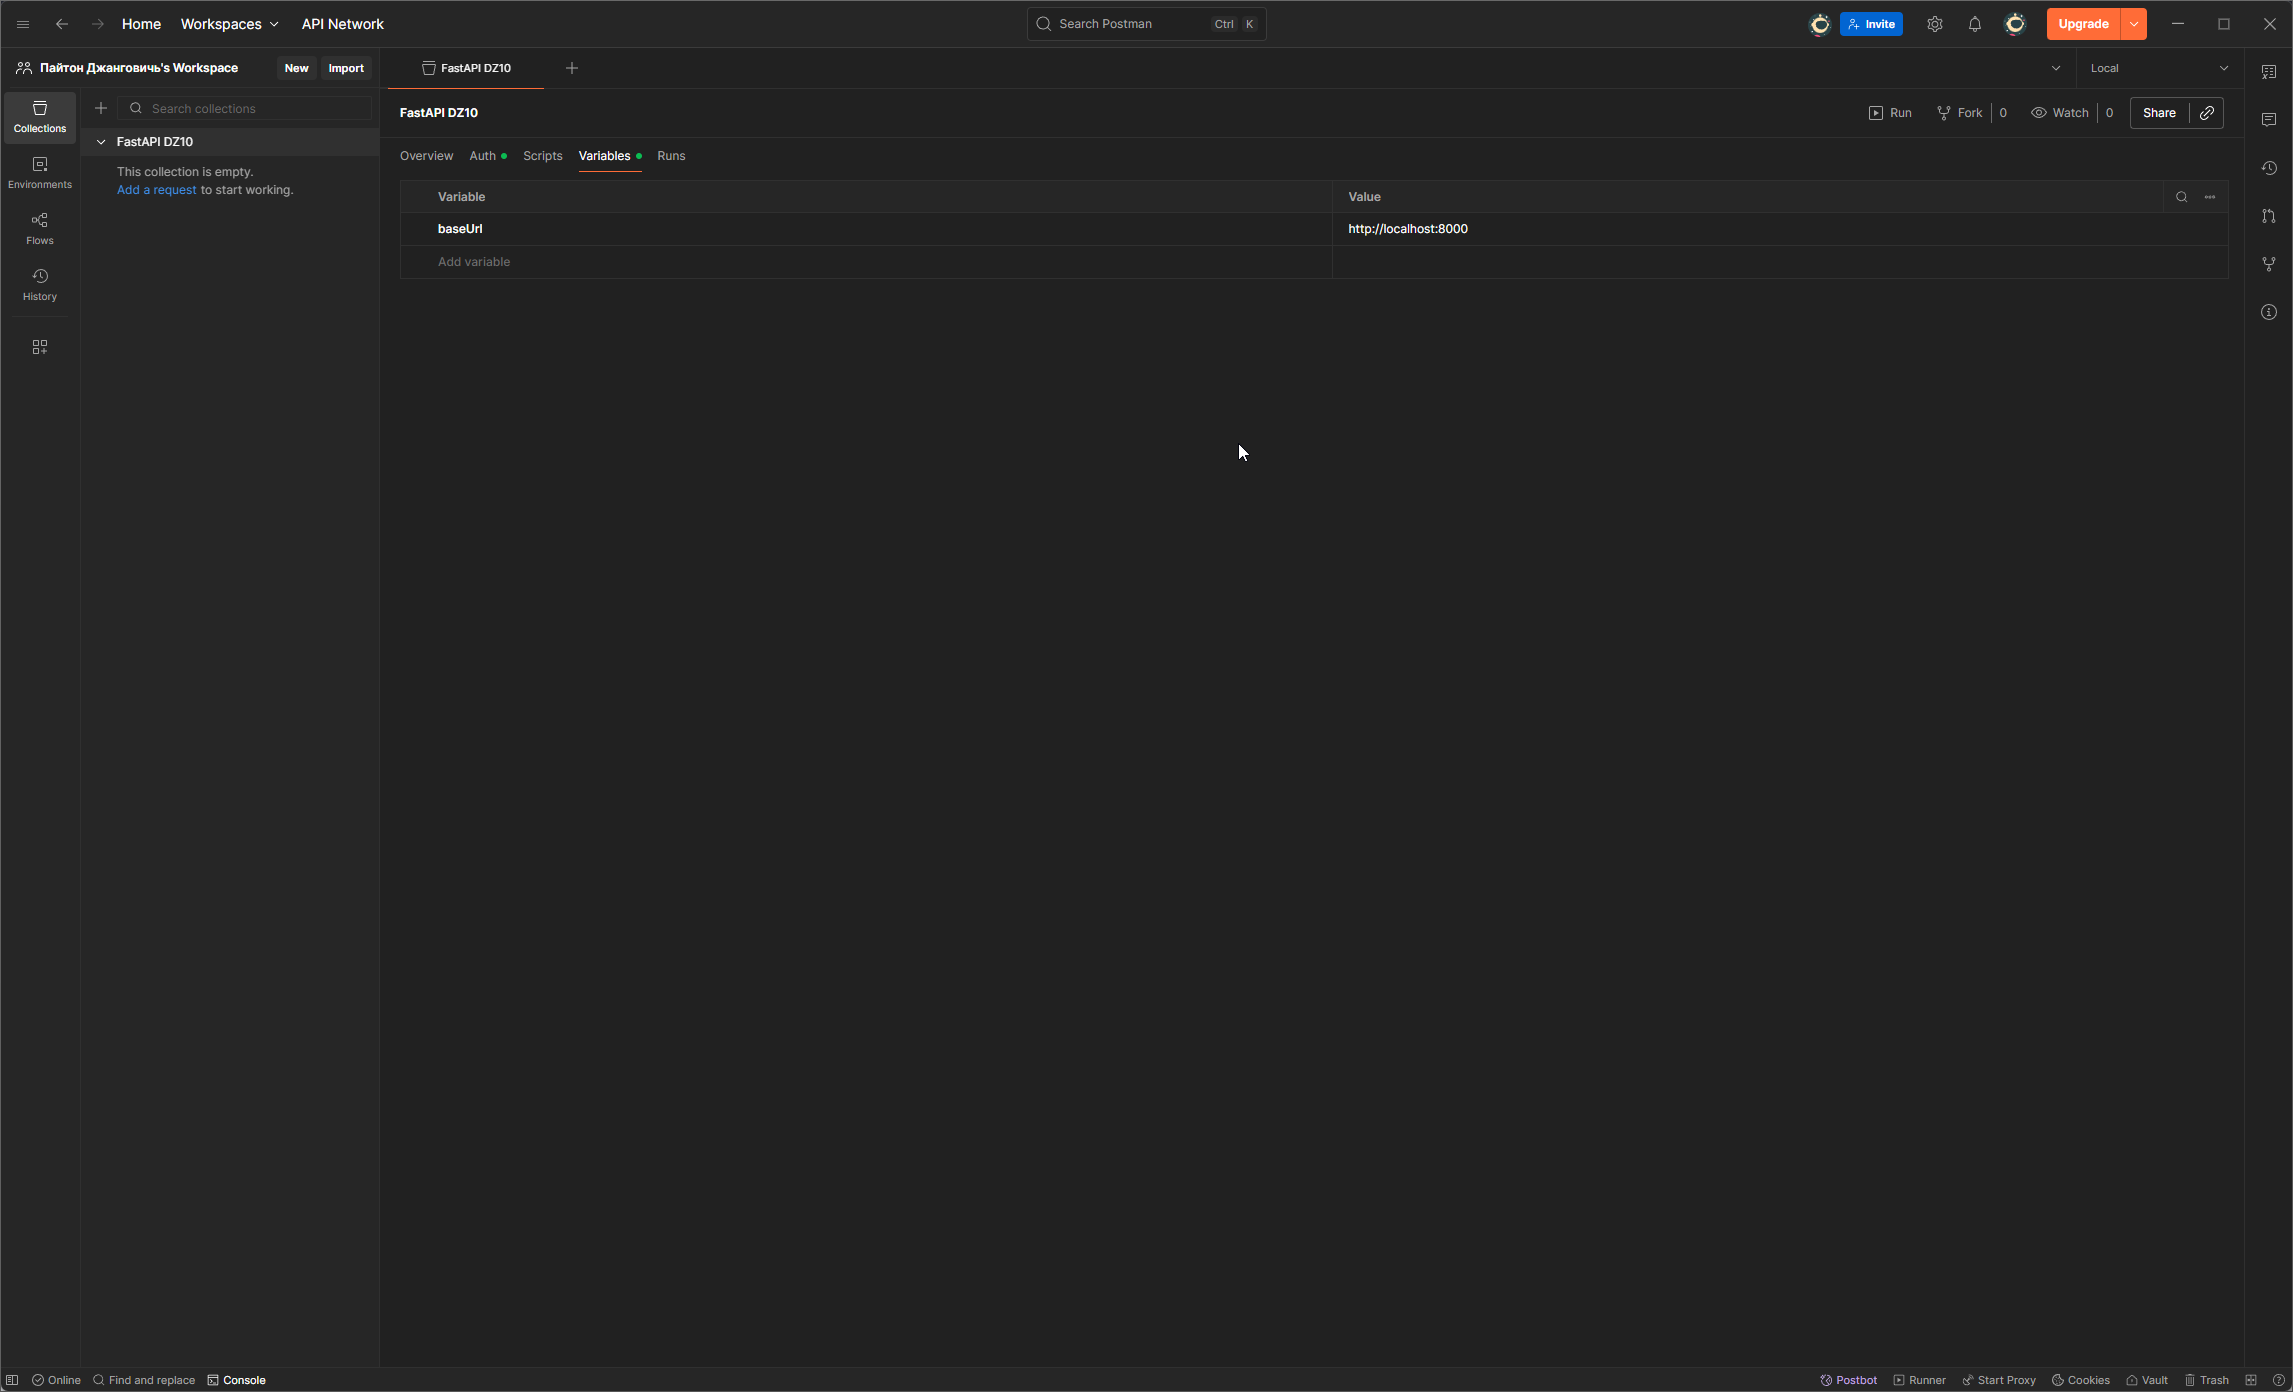 Home Workspaces API Network
Search Postman Ctrl K
Invite
Upgrade
Пайтон Джанговичь's Workspace New Import
FastAPI DZ10
Local
Search collections
Collections
FastAPI DZ10
This collection is empty.
Add a request to start working.
Environments
Flows
History
FastAPI DZ10
Run Fork 0 Watch 0 Share
Overview Auth Scripts Variables Runs
Variable Value
baseUrl http://localhost:8000
Add variable
Online Find and replace Console
Postbot Runner Start Proxy Cookies Vault Trash